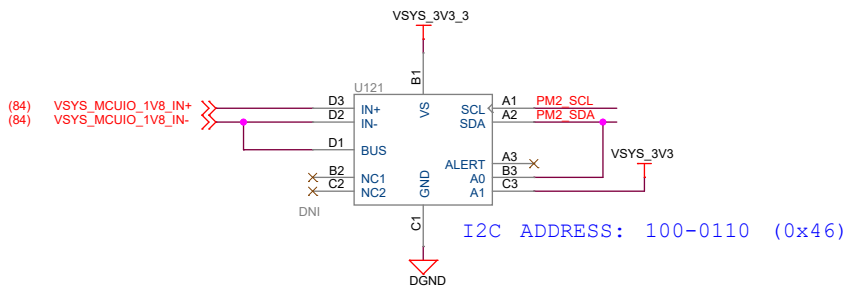 VSYS_3V3_3
B1
U121
(84) VSYS_MCUIO_1V8_IN+ D3 IN+ VS SCL A1 PM2_SCL
(84) VSYS_MCUIO_1V8_IN- D2 IN- SDA A2 PM2_SDA
D1 BUS
VSYS_3V3
ALERT A3
B2 NC1 A0 B3
C2 NC2 GND A1 C3
DNI
C1
I2C ADDRESS: 100-0110 (0x46)
DGND